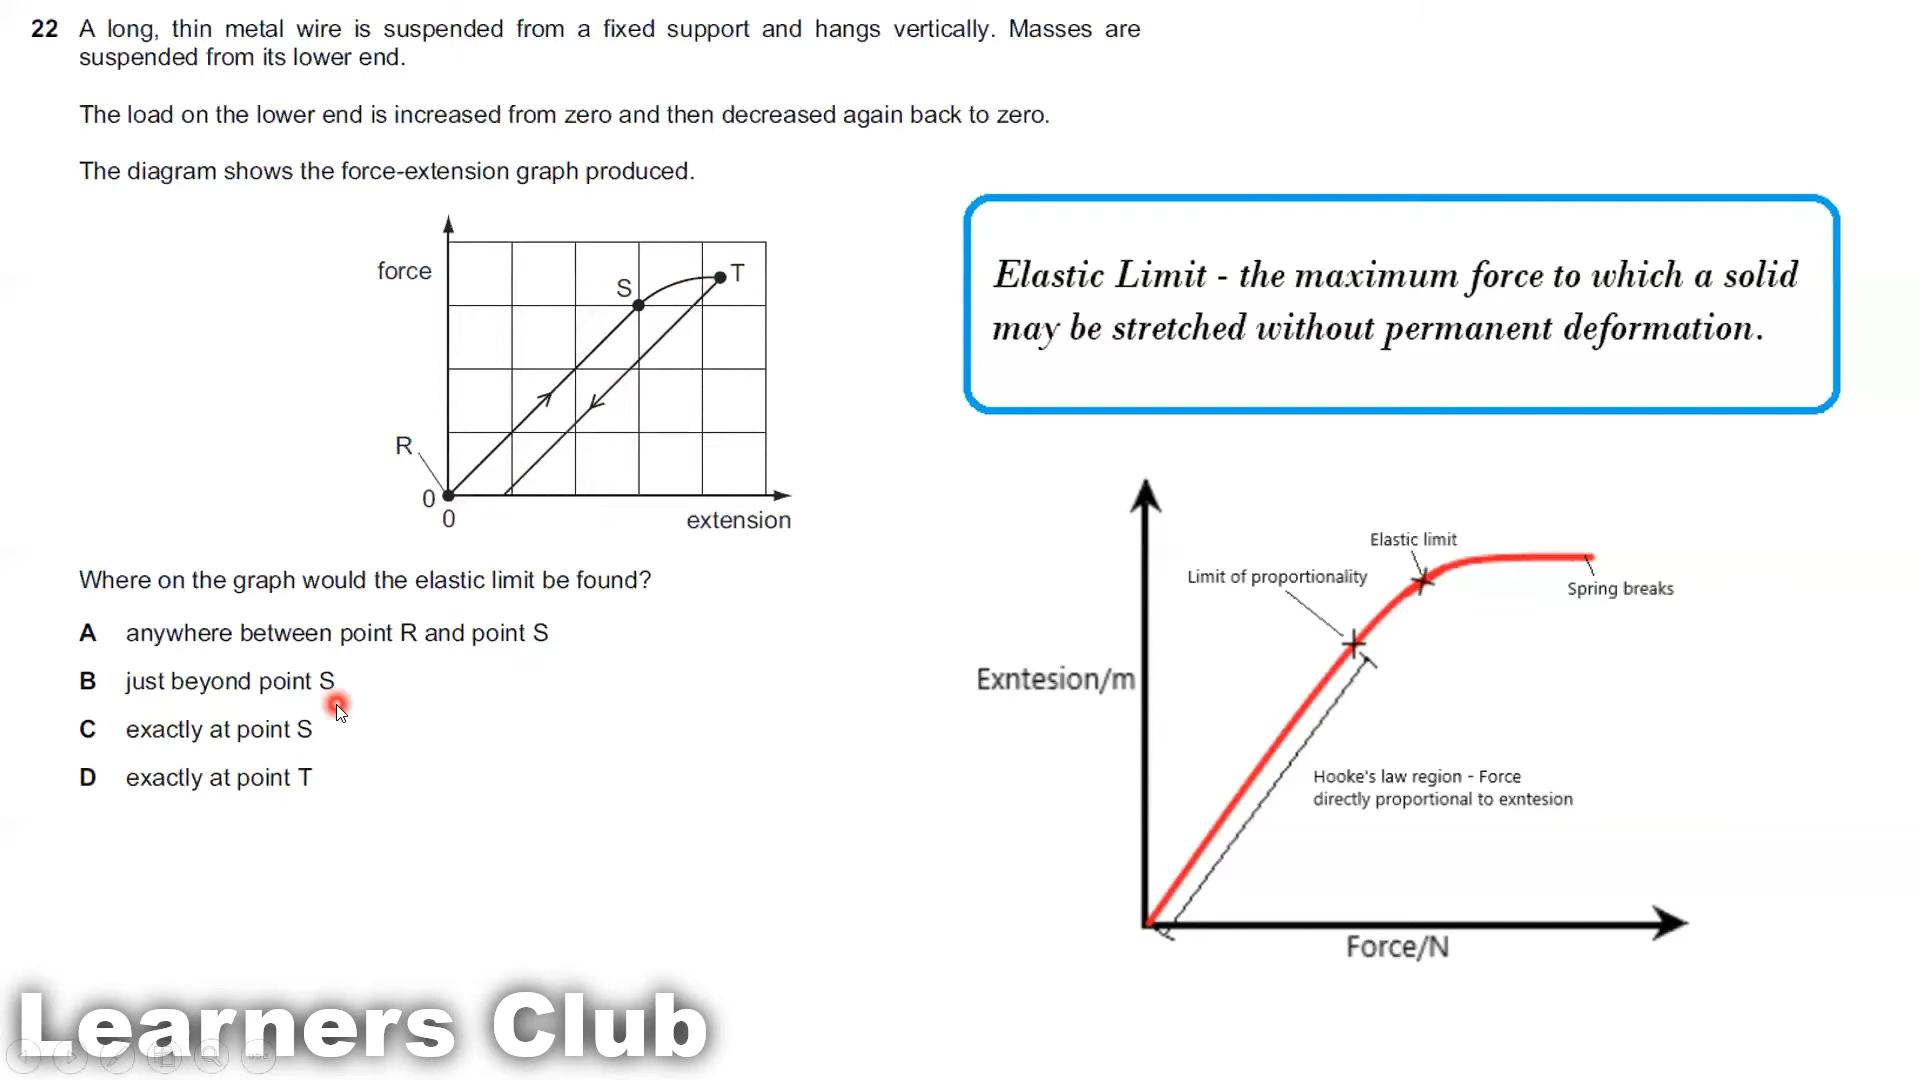 22 A long, thin metal wire is suspended from a fixed support and hangs vertically. Masses are
suspended from its lower end.
The load on the lower end is increased from zero and then decreased again back to zero.
The diagram shows the force-extension graph produced.
force
S
T
R
0
0
extension
Where on the graph would the elastic limit be found?
A anywhere between point R and point S
B just beyond point S
C exactly at point S
D exactly at point T
Elastic Limit - the maximum force to which a solid
may be stretched without permanent deformation.
Elastic limit
Limit of proportionality
Spring breaks
Exntesion/m
Hooke's law region - Force
directly proportional to exntesion
Force/N
Learners Club